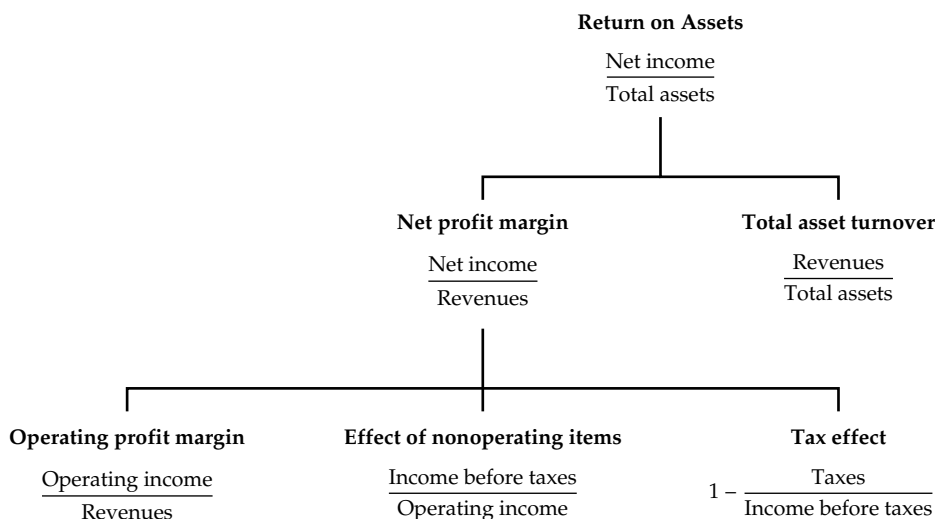 Return on Assets
Net income
Total assets
Net profit margin
Net income
Revenues
Total asset turnover
Revenues
Total assets
Operating profit margin
Operating income
Revenues
Effect of nonoperating items
Income before taxes
Operating income
Tax effect
1 –
Taxes
Income before taxes